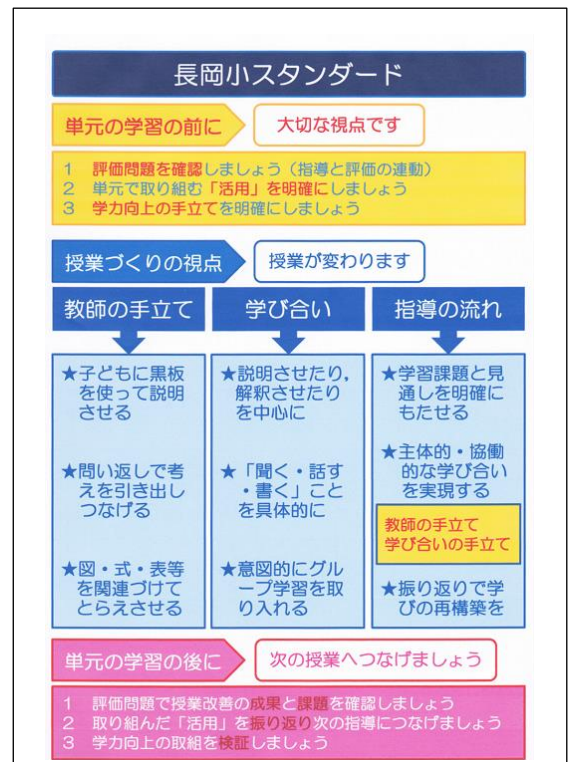 長岡小スタンダード
単元の学習の前に
大切な視点です
1 評価問題を確認しましょう（指導と評価の連動）
2 単元で取り組む「活用」を明確にしましょう
3 学力向上の手立てを明確にしましょう
授業づくりの視点
授業が変わります
教師の手立て
★子どもに黒板
を使って説明
させる
★問い返しで考
えを引き出し
つなげる
★図・式・表等
を関連づけて
とらえさせる
学び合い
★説明させたり，
解釈させたり
を中心に
★「聞く・話す
・書く」こと
を具体的に
★意図的にグル
ープ学習を取
り入れる
指導の流れ
★学習課題と見
通しを明確に
もたせる
★主体的・協働
的な学び合い
を実現する
教師の手立て
学び合いの手立て
★振り返りで学
びの再構築を
単元の学習の後に
次の授業へつなげましょう
1 評価問題で授業改善の成果と課題を確認しましょう
2 取り組んだ「活用」を振り返り次の指導につなげましょう
3 学力向上の取組を検証しましょう